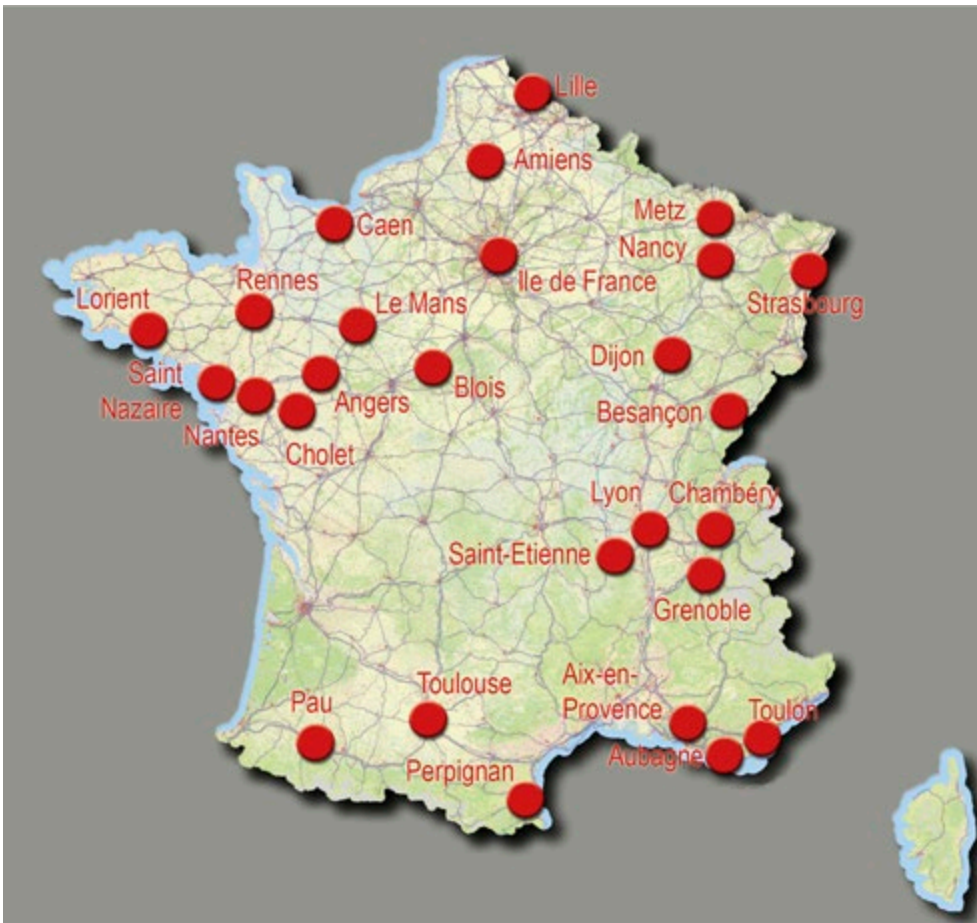 Lille
Amiens
Metz
Caen
Nancy
Ile de France
Rennes
Strasbourg
Lorient
Le Mans
Dijon
Saint
Nazaire
Blois
Angers
Besançon
Nantes
Cholet
Lyon
Chambéry
Saint-Etienne
Grenoble
Aix-en-
Provence
Toulouse
Pau
Toulon
Aubagne
Perpignan